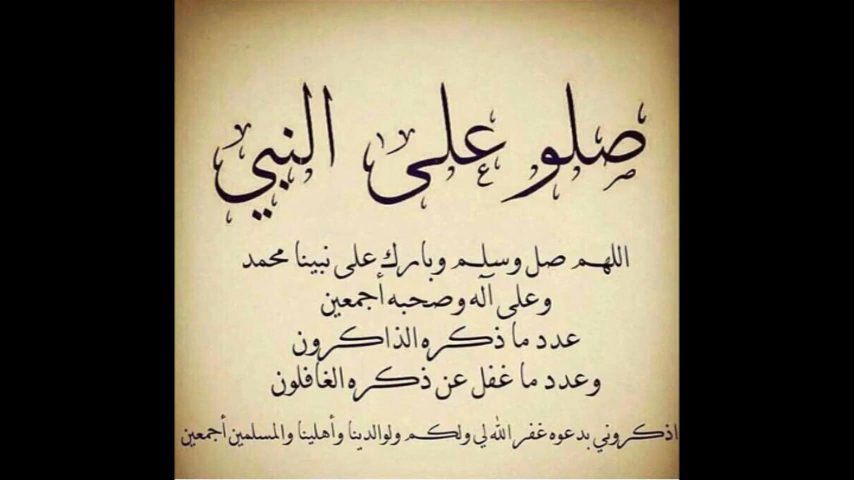 صلو على النبي
اللهم صل وسلم وبارك على نبينا محمد
وعلى آله وصحبه أجمعين
عدد ما ذكره الذاكرون
وعدد ما غفل عن ذكره الغافلون
اذكروني بدعوه غفر الله لي ولكم ولوالدينا وأهلينا والمسلمين أجمعين